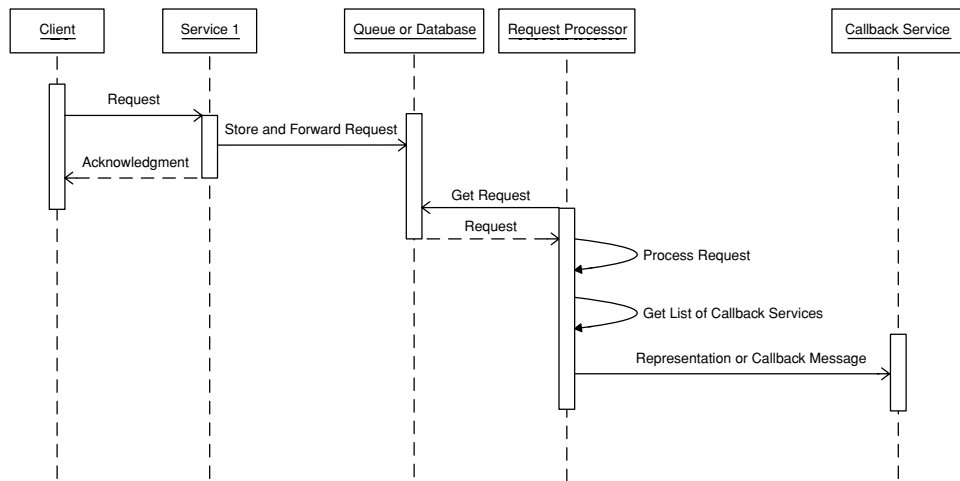 Client
Service 1
Queue or Database
Request Processor
Callback Service
Request
Store and Forward Request
Acknowledgment
Get Request
Request
Process Request
Get List of Callback Services
Representation or Callback Message